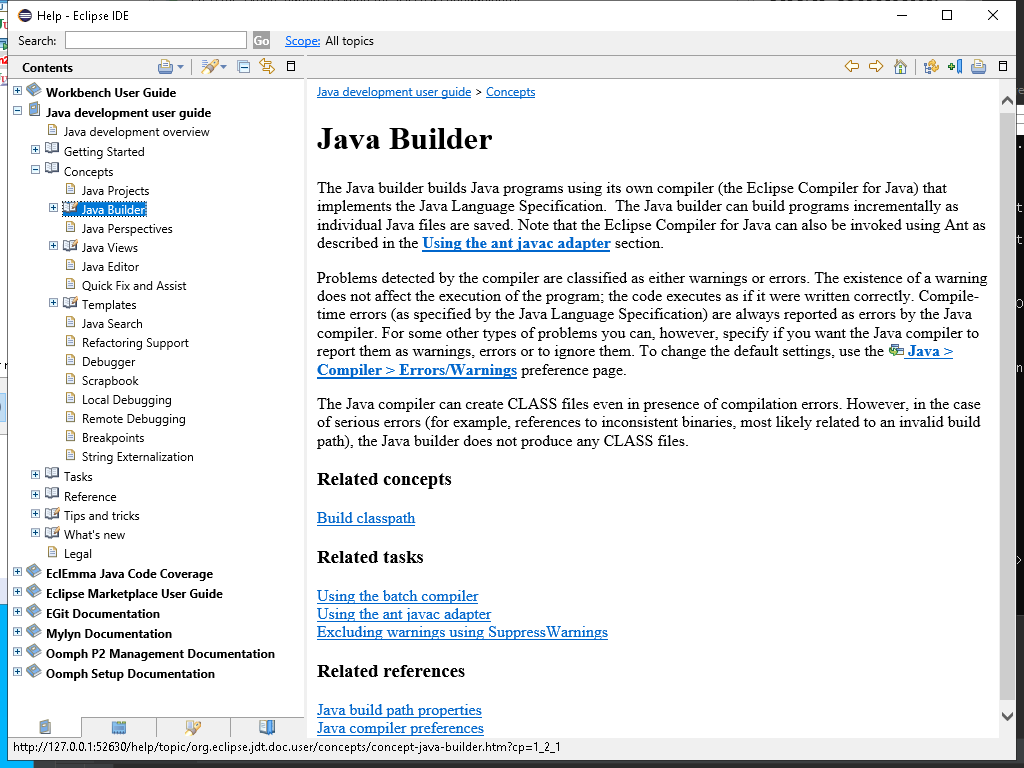 Help - Eclipse IDE
Search:
Go
Scope: All topics
Contents
Workbench User Guide
Java development user guide
Java development overview
Getting Started
Concepts
Java Projects
Java Builder
Java Perspectives
Java Views
Java Editor
Quick Fix and Assist
Templates
Java Search
Refactoring Support
Debugger
Scrapbook
Local Debugging
Remote Debugging
Breakpoints
String Externalization
Tasks
Reference
Tips and tricks
What's new
Legal
EclEmma Java Code Coverage
Eclipse Marketplace User Guide
EGit Documentation
Mylyn Documentation
Oomph P2 Management Documentation
Oomph Setup Documentation
Java development user guide > Concepts
Java Builder
The Java builder builds Java programs using its own compiler (the Eclipse Compiler for Java) that
implements the Java Language Specification.  The Java builder can build programs incrementally as
individual Java files are saved. Note that the Eclipse Compiler for Java can also be invoked using Ant as
described in the Using the ant javac adapter section.
Problems detected by the compiler are classified as either warnings or errors. The existence of a warning
does not affect the execution of the program; the code executes as if it were written correctly. Compile-
time errors (as specified by the Java Language Specification) are always reported as errors by the Java
compiler. For some other types of problems you can, however, specify if you want the Java compiler to
report them as warnings, errors or to ignore them. To change the default settings, use the Java >
Compiler > Errors/Warnings preference page.
The Java compiler can create CLASS files even in presence of compilation errors. However, in the case
of serious errors (for example, references to inconsistent binaries, most likely related to an invalid build
path), the Java builder does not produce any CLASS files.
Related concepts
Build classpath
Related tasks
Using the batch compiler
Using the ant javac adapter
Excluding warnings using SuppressWarnings
Related references
Java build path properties
Java compiler preferences
http://127.0.0.1:52630/help/topic/org.eclipse.jdt.doc.user/concepts/concept-java-builder.htm?cp=1_2_1